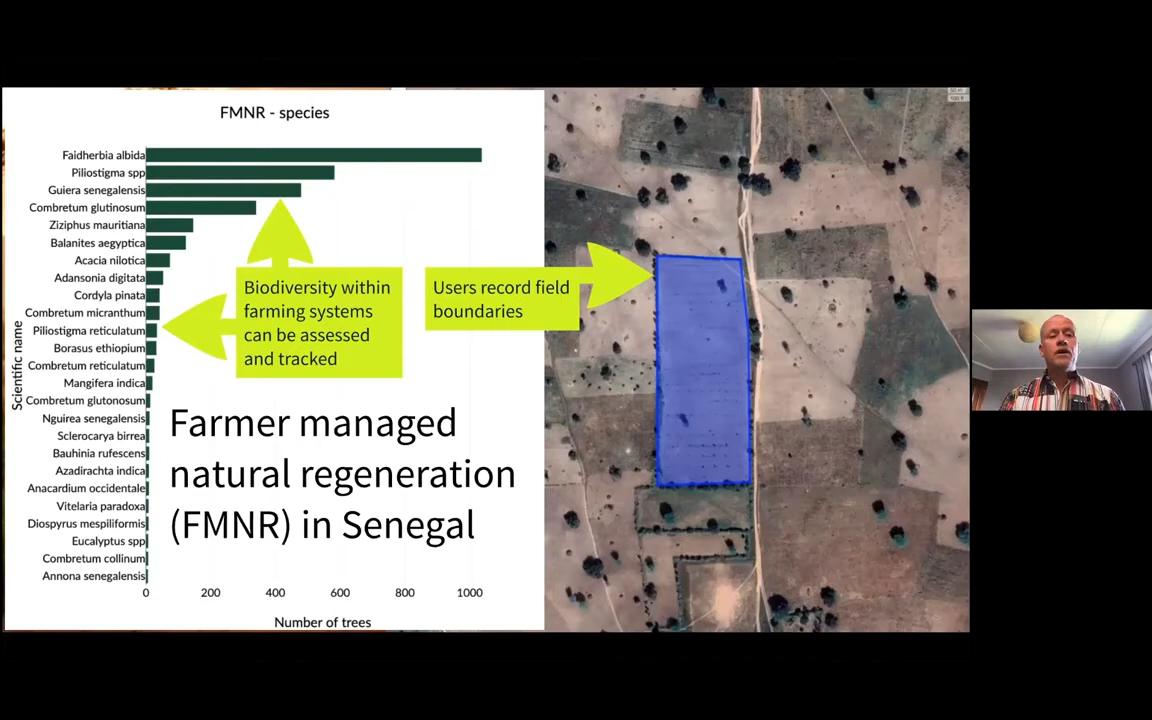 FMNR - species
Scientific name
Faidherbia albida
Piliostigma spp
Guiera senegalensis
Combretum glutinosum
Ziziphus mauritiana
Balanites aegyptica
Acacia nilotica
Adansonia digitata
Cordyla pinata
Combretum micranthum
Piliostigma reticulatum
Borasus ethiopium
Combretum reticulatum
Mangifera indica
Combretum glutonosum
Nguirea senegalensis
Sclerocarya birrea
Bauhinia rufescens
Azadirachta indica
Anacardium occidentale
Vitelaria paradoxa
Diospyrus mespiliformis
Eucalyptus spp
Combretum collinum
Annona senegalensis
0 200 400 600 800 1000
Number of trees
Biodiversity within
farming systems
can be assessed
and tracked
Farmer managed
natural regeneration
(FMNR) in Senegal
Users record field
boundaries